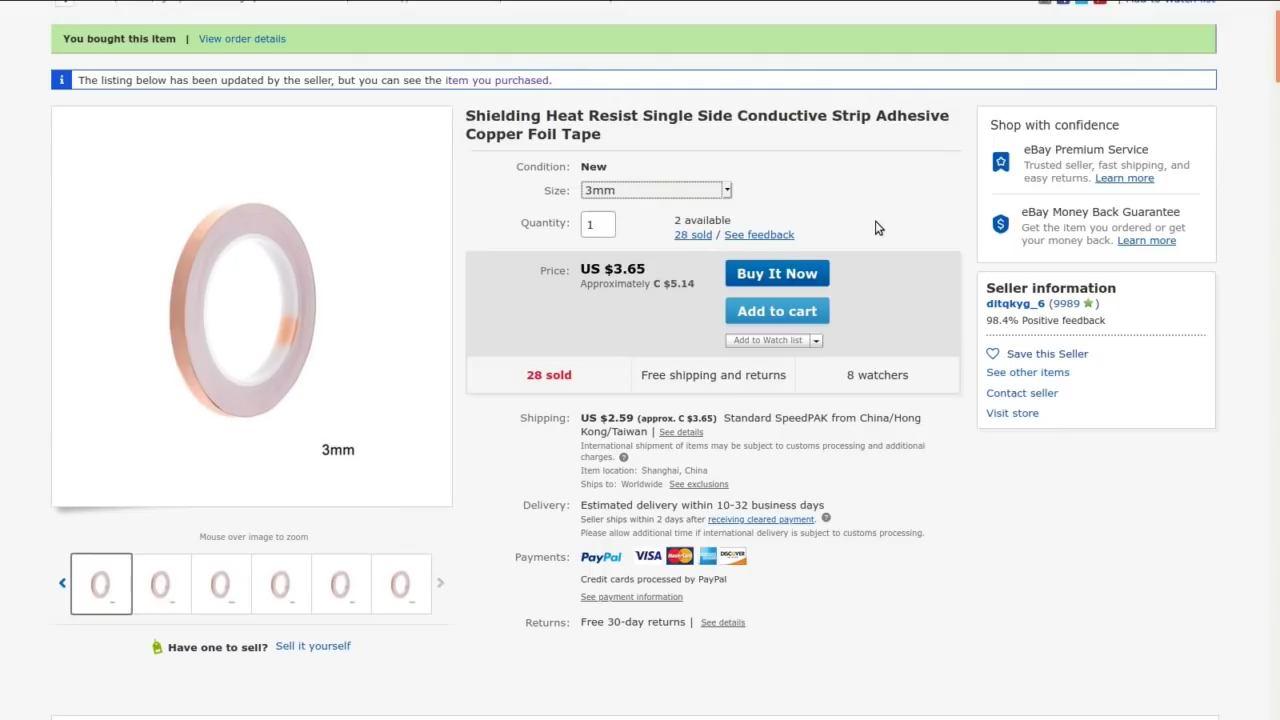 You bought this item | View order details
i The listing below has been updated by the seller, but you can see the item you purchased.
Shielding Heat Resist Single Side Conductive Strip Adhesive
Copper Foil Tape
Condition: New
Size: 3mm
Quantity: 1
2 available
28 sold / See feedback
Price: US $3.65
Approximately C $5.14
Buy It Now
Add to cart
Add to Watch list
28 sold
Free shipping and returns
8 watchers
Shipping: US $2.59 (approx. C $3.65) Standard SpeedPAK from China/Hong
Kong/Taiwan | See details
International shipment of items may be subject to customs processing and additional
charges. ?
Item location: Shanghai, China
Ships to: Worldwide See exclusions
Delivery: Estimated delivery within 10-32 business days
Seller ships within 2 days after receiving cleared payment. ?
Please allow additional time if international delivery is subject to customs processing.
Payments: PayPal VISA MasterCard AMERICAN EXPRESS DISCOVER
Credit cards processed by PayPal
See payment information
Returns: Free 30-day returns | See details
3mm
Mouse over image to zoom
Have one to sell? Sell it yourself
Shop with confidence
eBay Premium Service
Trusted seller, fast shipping, and
easy returns. Learn more
eBay Money Back Guarantee
Get the item you ordered or get
your money back. Learn more
Seller information
dltqkyg_6 (9989)
98.4% Positive feedback
Save this Seller
See other items
Contact seller
Visit store